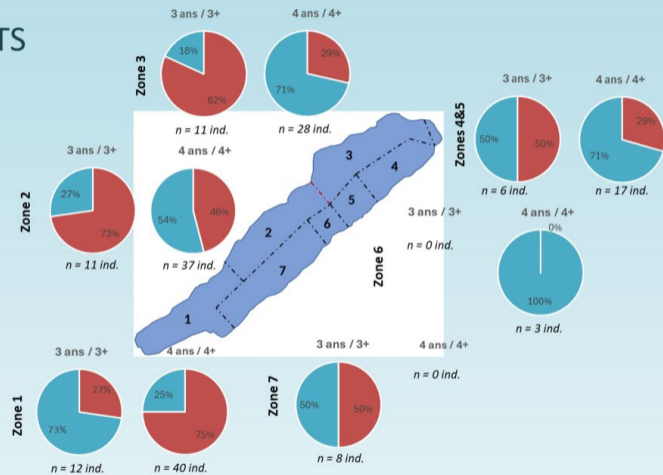 TS
Zone 3
3 ans / 3+
18%
82%
n = 11 ind.
4 ans / 4+
29%
71%
n = 28 ind.
Zones 4&5
3 ans / 3+
50%
50%
n = 6 ind.
4 ans / 4+
29%
71%
n = 17 ind.
Zone 2
3 ans / 3+
27%
73%
n = 11 ind.
4 ans / 4+
46%
54%
n = 37 ind.
3
4
5
6
2
7
1
Zone 6
3 ans / 3+
n = 0 ind.
4 ans / 4+
0%
100%
n = 3 ind.
Zone 1
3 ans / 3+
27%
73%
n = 12 ind.
4 ans / 4+
25%
75%
n = 40 ind.
Zone 7
3 ans / 3+
50%
50%
n = 8 ind.
4 ans / 4+
n = 0 ind.